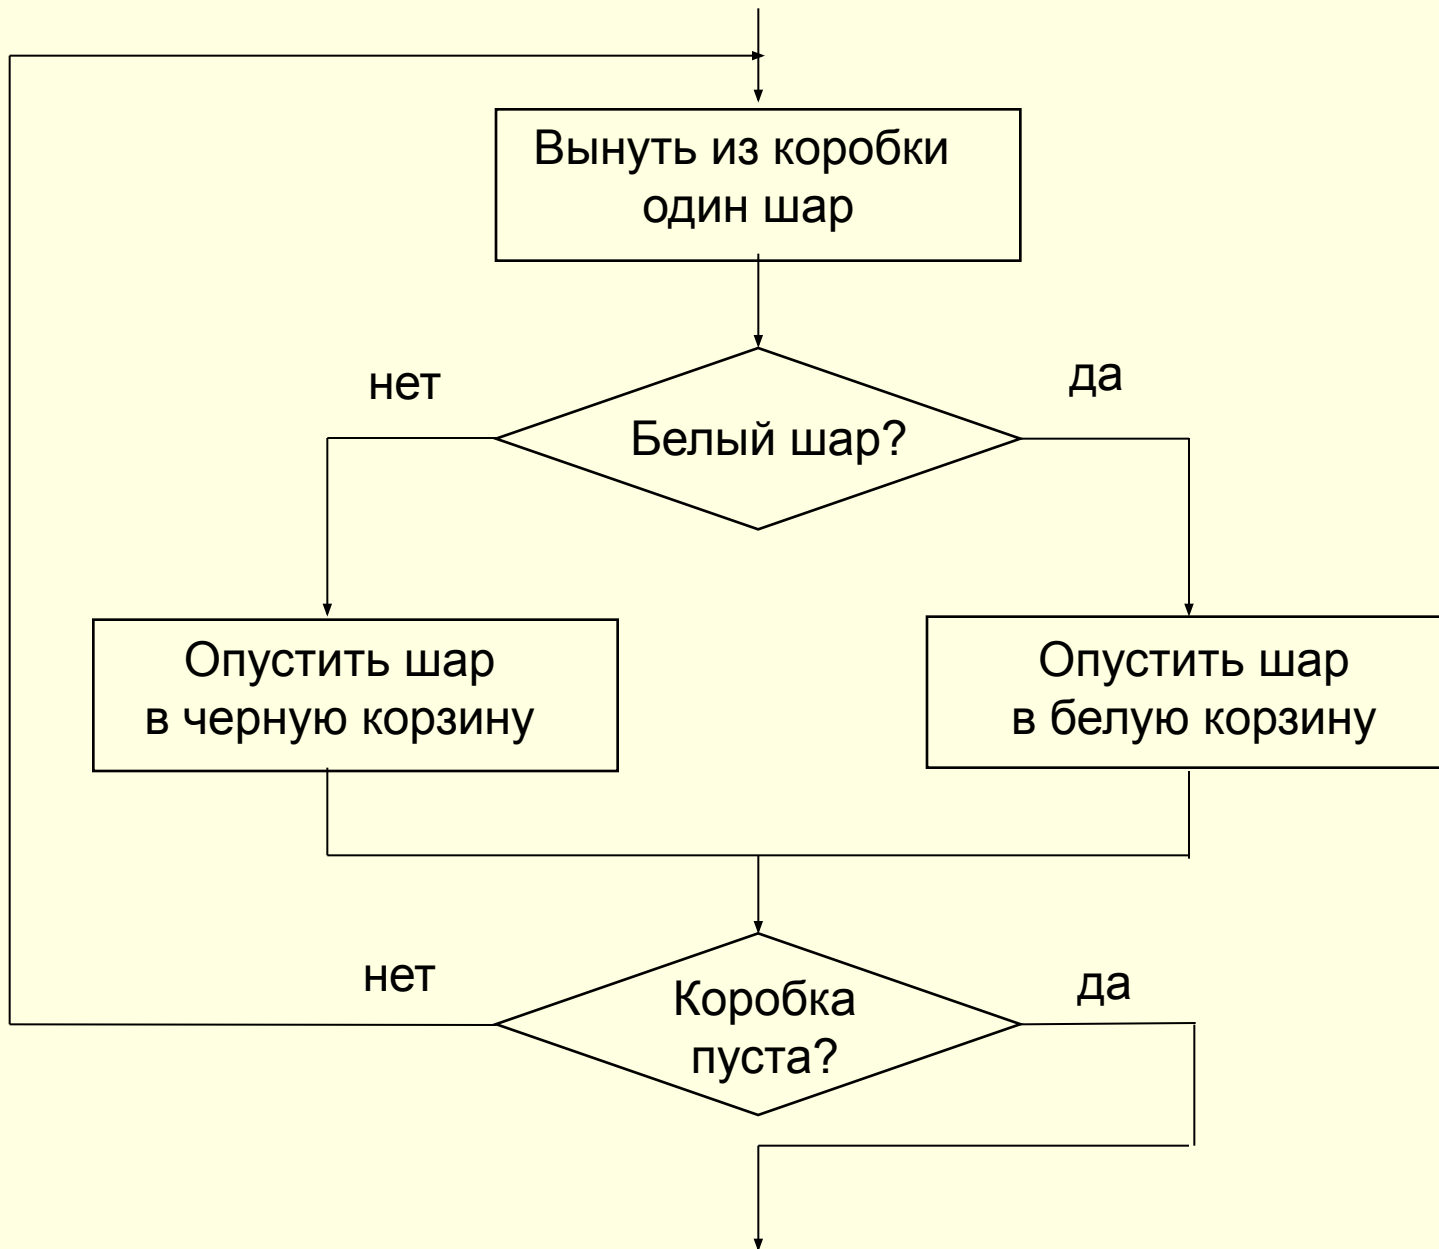 Вынуть из коробки
один шар
нет
да
Белый шар?
Опустить шар
в черную корзину
Опустить шар
в белую корзину
нет
да
Коробка
пуста?